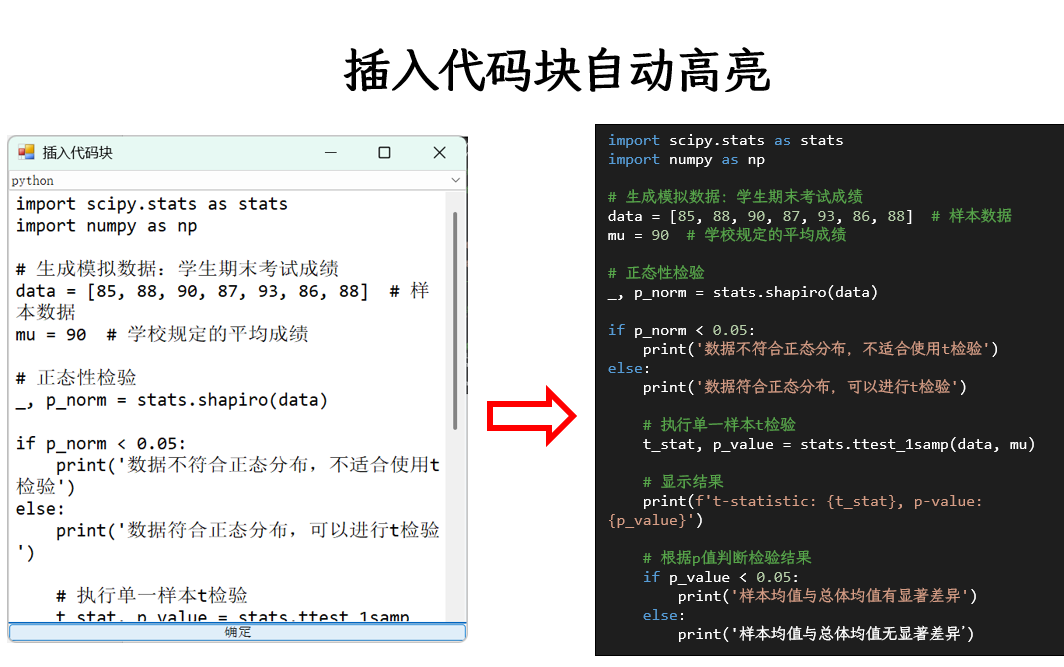 插入代码块自动高亮
插入代码块
python
import scipy.stats as stats
import numpy as np
# 生成模拟数据：学生期末考试成绩
data = [85, 88, 90, 87, 93, 86, 88]  # 样
本数据
mu = 90  # 学校规定的平均成绩
# 正态性检验
_, p_norm = stats.shapiro(data)
if p_norm < 0.05:
    print('数据不符合正态分布，不适合使用t
检验')
else:
    print('数据符合正态分布，可以进行t检验
')
    # 执行单一样本t检验
    t_stat, p_value = stats.ttest_1samp
确定
import scipy.stats as stats
import numpy as np
# 生成模拟数据：学生期末考试成绩
data = [85, 88, 90, 87, 93, 86, 88]  # 样本数据
mu = 90  # 学校规定的平均成绩
# 正态性检验
_, p_norm = stats.shapiro(data)
if p_norm < 0.05:
    print('数据不符合正态分布，不适合使用t检验')
else:
    print('数据符合正态分布，可以进行t检验')
    # 执行单一样本t检验
    t_stat, p_value = stats.ttest_1samp(data, mu)
    # 显示结果
    print(f't-statistic: {t_stat}, p-value:
{p_value}')
    # 根据p值判断检验结果
    if p_value < 0.05:
        print('样本均值与总体均值有显著差异')
    else:
        print('样本均值与总体均值无显著差异')